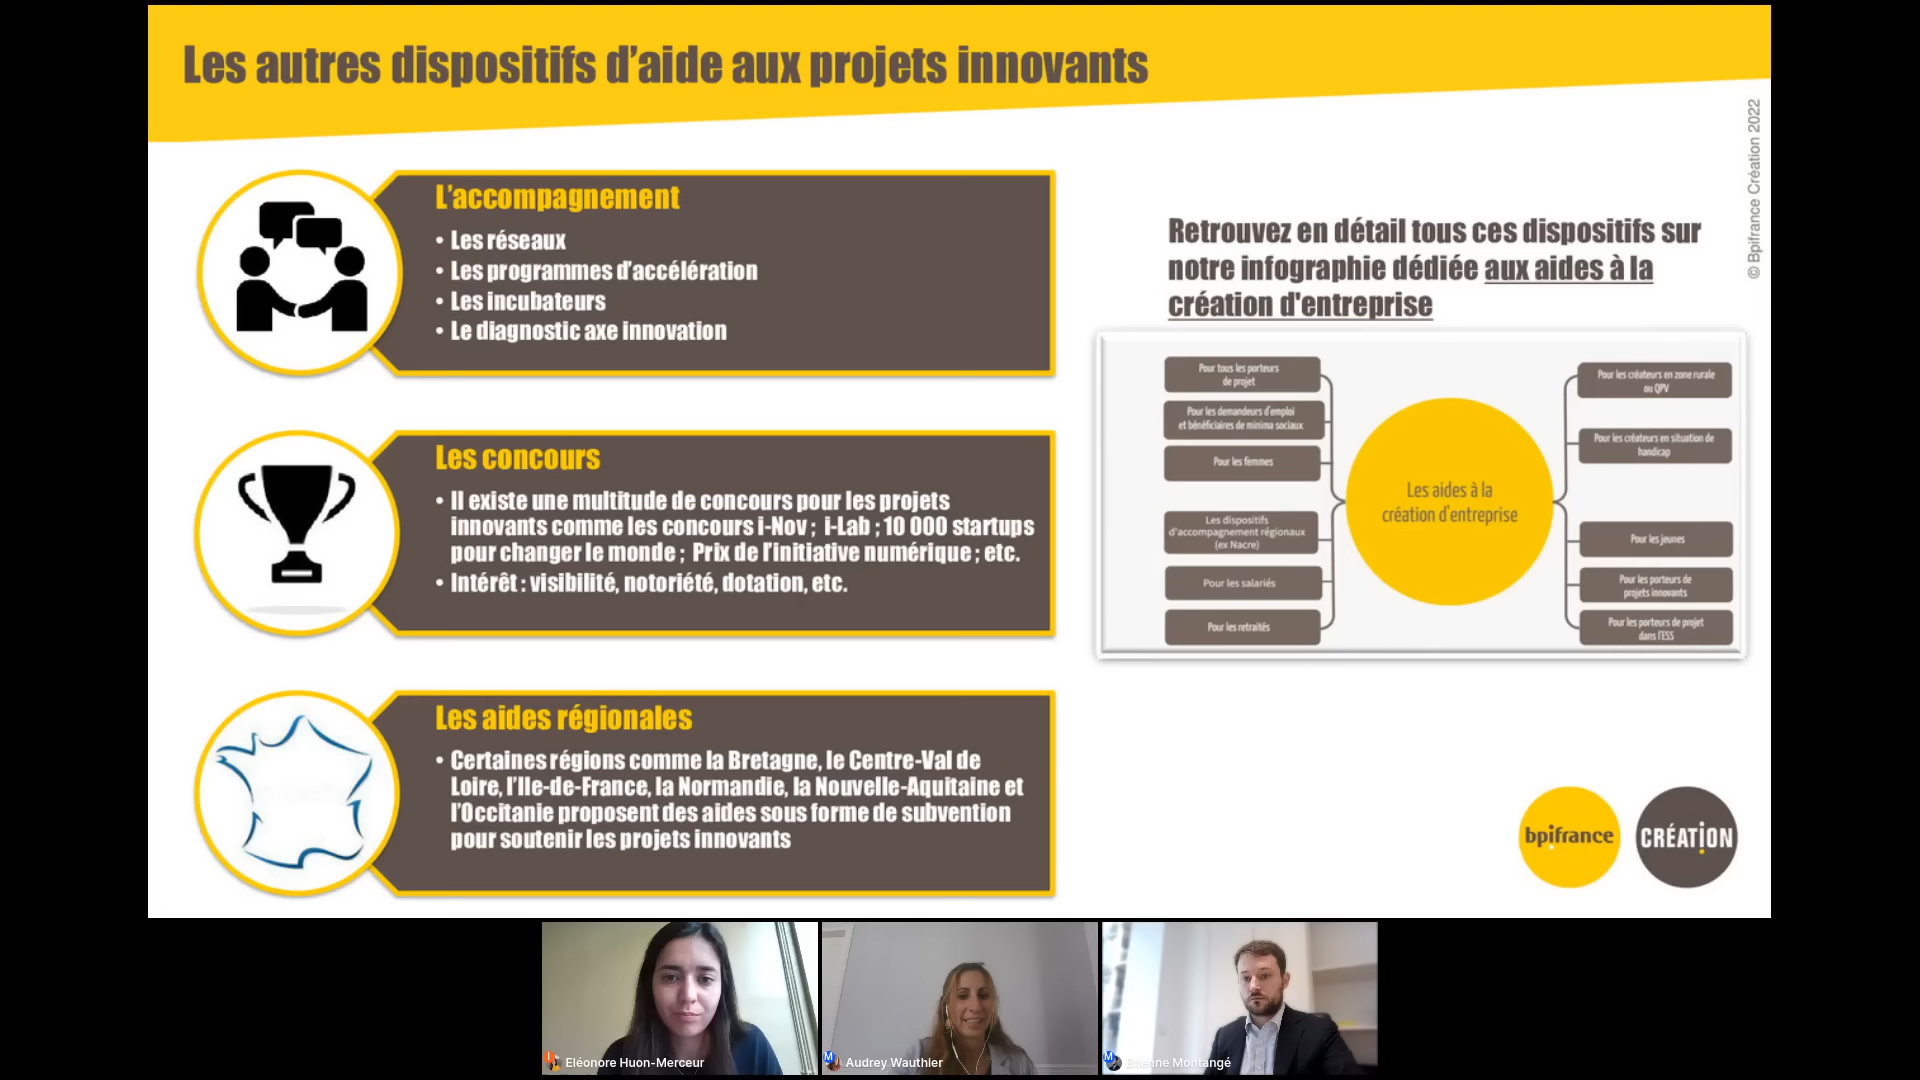 Les autres dispositifs d'aide aux projets innovants
© Bpifrance Création 2022
L'accompagnement
• Les réseaux
• Les programmes d'accélération
• Les incubateurs
• Le diagnostic axe innovation
Les concours
• Il existe une multitude de concours pour les projets
innovants comme les concours i-Nov ; i-Lab ; 10 000 startups
pour changer le monde ; Prix de l'initiative numérique ; etc.
• Intérêt : visibilité, notoriété, dotation, etc.
Les aides régionales
• Certaines régions comme la Bretagne, le Centre-Val de
Loire, l'Ile-de-France, la Normandie, la Nouvelle-Aquitaine et
l'Occitanie proposent des aides sous forme de subvention
pour soutenir les projets innovants
Retrouvez en détail tous ces dispositifs sur
notre infographie dédiée aux aides à la
création d'entreprise
Pour tous les porteurs
de projet
Pour les demandeurs d'emploi
et bénéficiaires de minima sociaux
Pour les femmes
Les dispositifs
d'accompagnement régionaux
(ex Nacre)
Pour les salariés
Pour les retraités
Les aides à la
création d'entreprise
Pour les créateurs en zone rurale
ou QPV
Pour les créateurs en situation de
handicap
Pour les jeunes
Pour les porteurs de
projets innovants
Pour les porteurs de projet
dans l'ESS
bpifrance
CRÉATION
Eléonore Huon-Merceur
M
Audrey Wauthier
M
Montangé